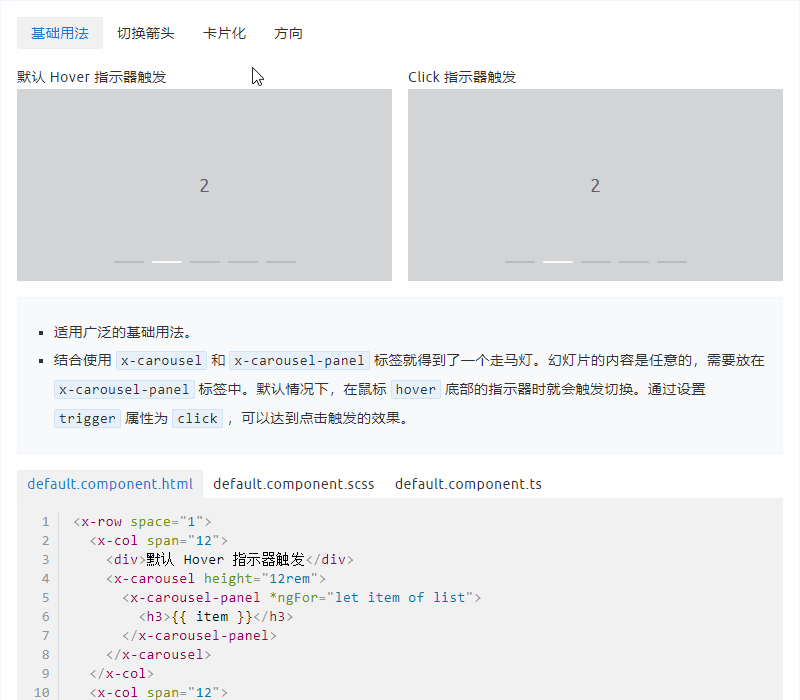 基础用法 切换箭头 卡片化 方向
默认 Hover 指示器触发 Click 指示器触发
2 2
适用广泛的基础用法。
结合使用 x-carousel 和 x-carousel-panel 标签就得到了一个走马灯。幻灯片的内容是任意的，需要放在
x-carousel-panel 标签中。默认情况下，在鼠标 hover 底部的指示器时就会触发切换。通过设置
trigger 属性为 click ，可以达到点击触发的效果。
default.component.html default.component.scss default.component.ts
1 <x-row space="1">
2 <x-col span="12">
3 <div>默认 Hover 指示器触发</div>
4 <x-carousel height="12rem">
5 <x-carousel-panel *ngFor="let item of list">
6 <h3>{{ item }}</h3>
7 </x-carousel-panel>
8 </x-carousel>
9 </x-col>
10 <x-col span="12">